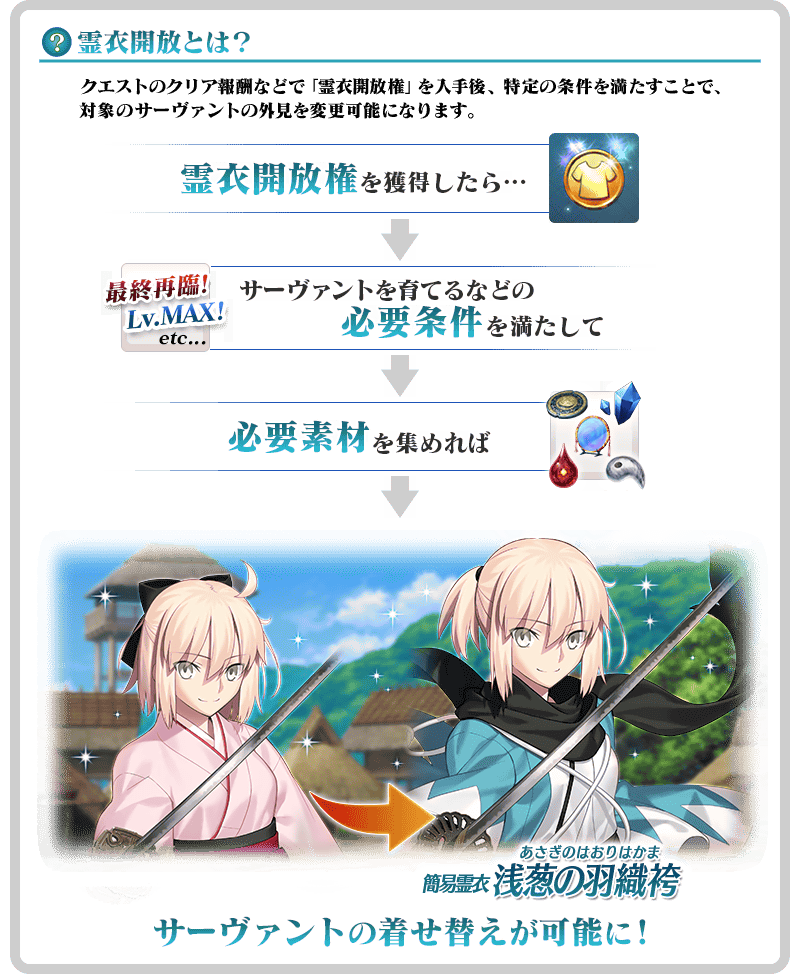 ? 霊衣開放とは？
クエストのクリア報酬などで「霊衣開放権」を入手後、特定の条件を満たすことで、
対象のサーヴァントの外見を変更可能になります。
霊衣開放権を獲得したら…
最終再臨!
Lv.MAX!
etc...
サーヴァントを育てるなどの
必要条件を満たして
必要素材を集めれば
あさぎのはおりはかま
簡易霊衣 浅葱の羽織袴
サーヴァントの着せ替えが可能に!